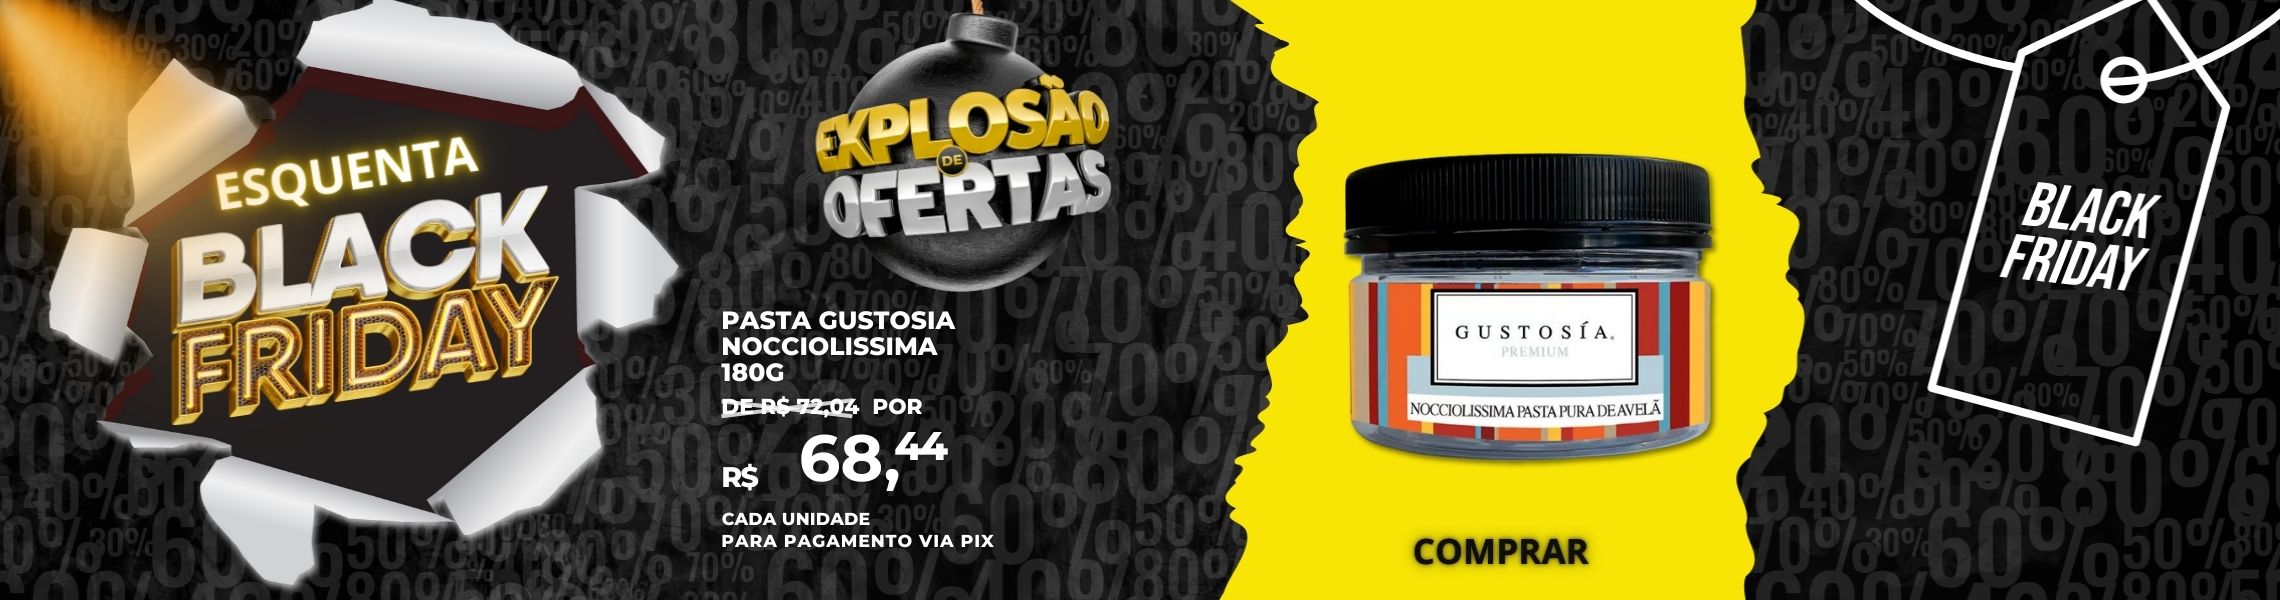 ESQUENTA
BLACK
FRIDAY
EXPLOSÃO
DE
OFERTAS
PASTA GUSTOSIA
NOCCIOLISSIMA
180G
DE R$ 72,04 POR
R$ 68,44
CADA UNIDADE
PARA PAGAMENTO VIA PIX
GUSTOSÍA.
PREMIUM
NOCCIOLISSIMA PASTA PURA DE AVELÃ
COMPRAR
BLACK
FRIDAY